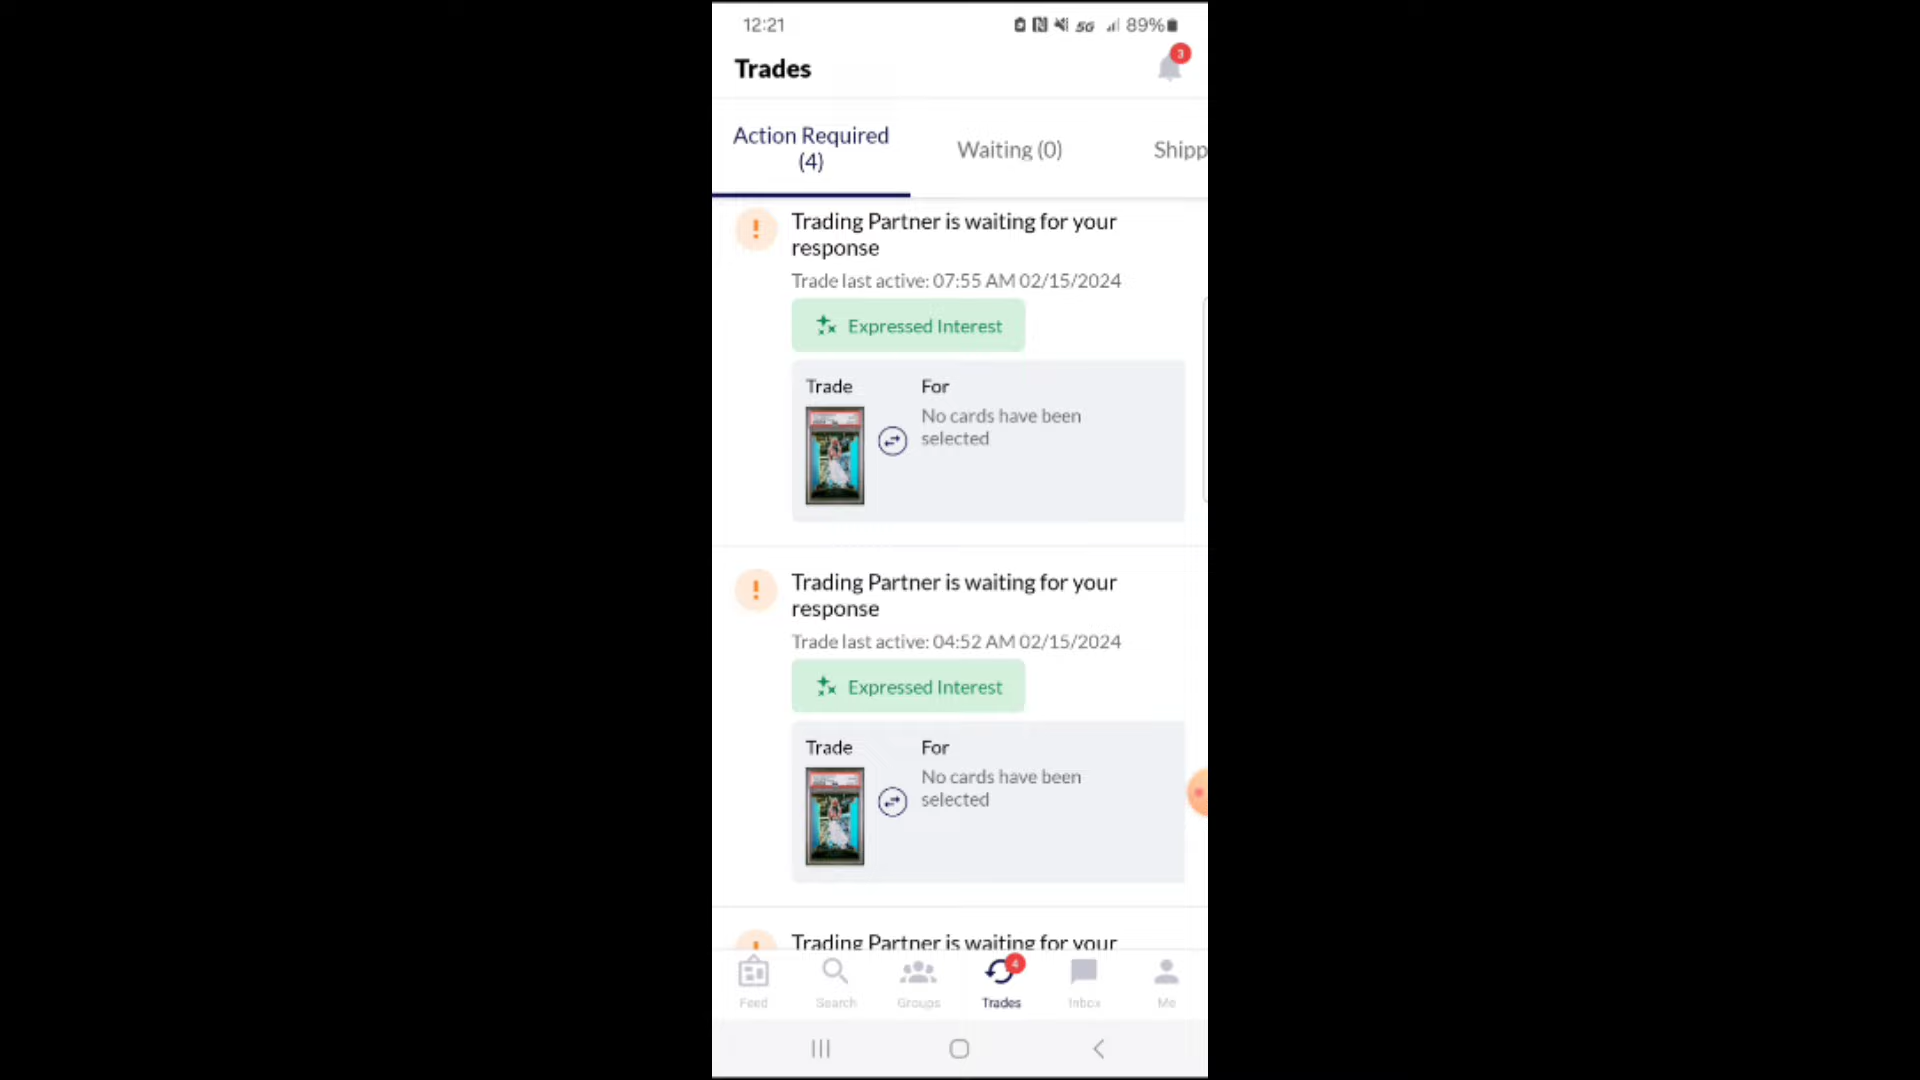 12:21
5G 89%
Trades
3
Action Required
(4)
Waiting (0)
Shipp
Trading Partner is waiting for your
response
Trade last active: 07:55 AM 02/15/2024
Expressed Interest
Trade
For
No cards have been
selected
Trading Partner is waiting for your
response
Trade last active: 04:52 AM 02/15/2024
Expressed Interest
Trade
For
No cards have been
selected
Trading Partner is waiting for your
4
Feed
Search
Groups
Trades
Inbox
Me